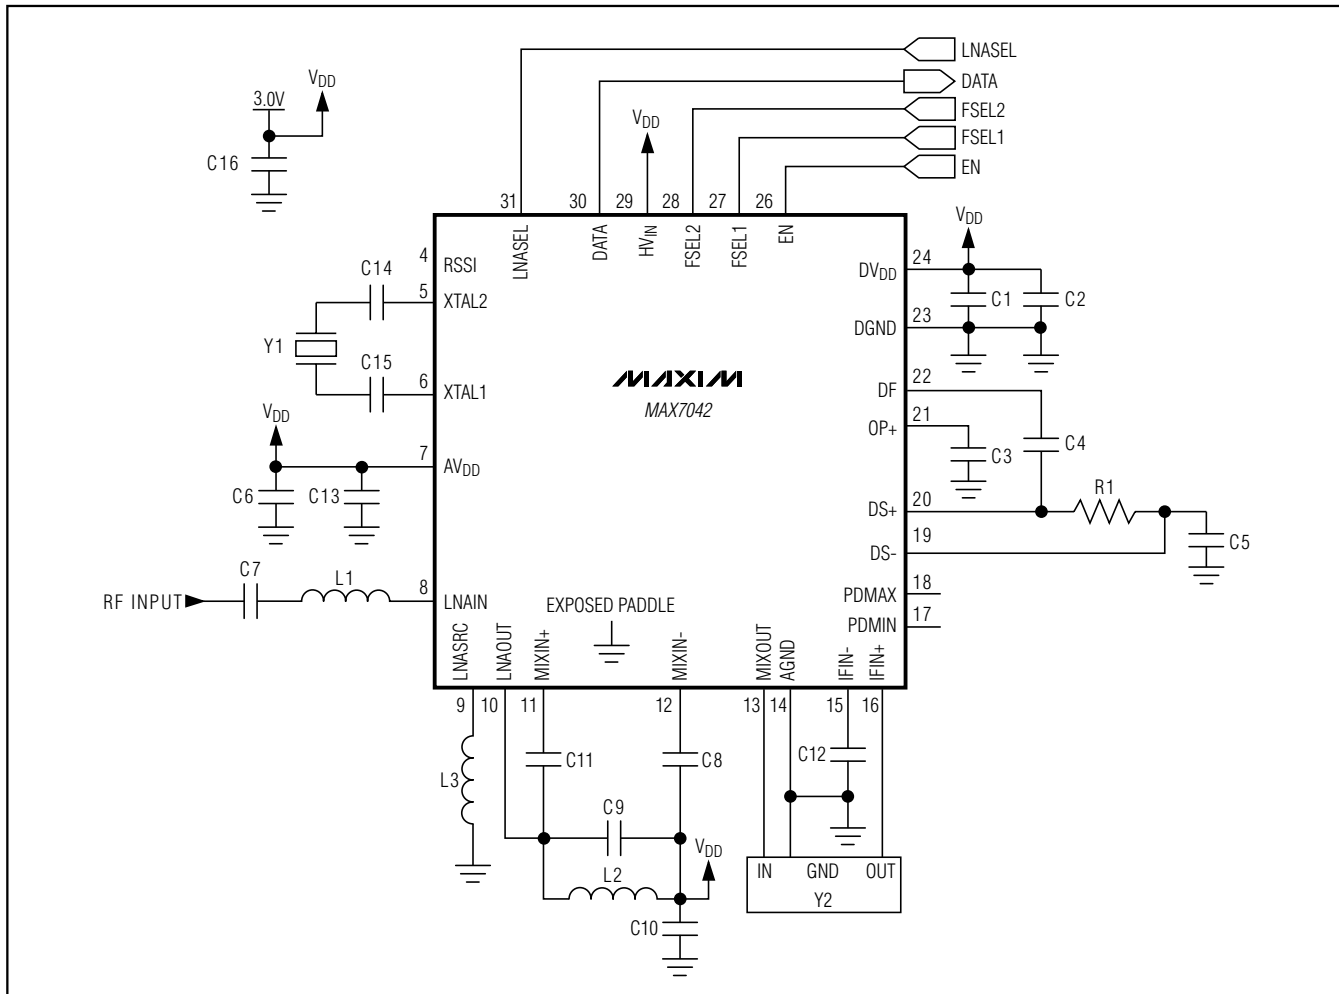 LNASEL
DATA
FSEL2
FSEL1
EN
3.0V
VDD
C16
VDD
31
30
29
28
27
26
LNASEL
DATA
HVIN
FSEL2
FSEL1
EN
4
RSSI
C14
5
XTAL2
Y1
C15
6
XTAL1
VDD
7
AVDD
C6
C13
C7
L1
8
RF INPUT
LNAIN
MAXIM
MAX7042
VDD
24
DVDD
C1
C2
23
DGND
22
DF
21
OP+
C3
C4
20
DS+
R1
19
DS-
C5
18
PDMAX
17
PDMIN
EXPOSED PADDLE
LNASRC
LNAOUT
MIXIN+
MIXIN-
MIXOUT
AGND
IFIN-
IFIN+
9
10
11
12
13
14
15
16
L3
C11
C8
C12
C9
VDD
L2
C10
IN
GND
OUT
Y2